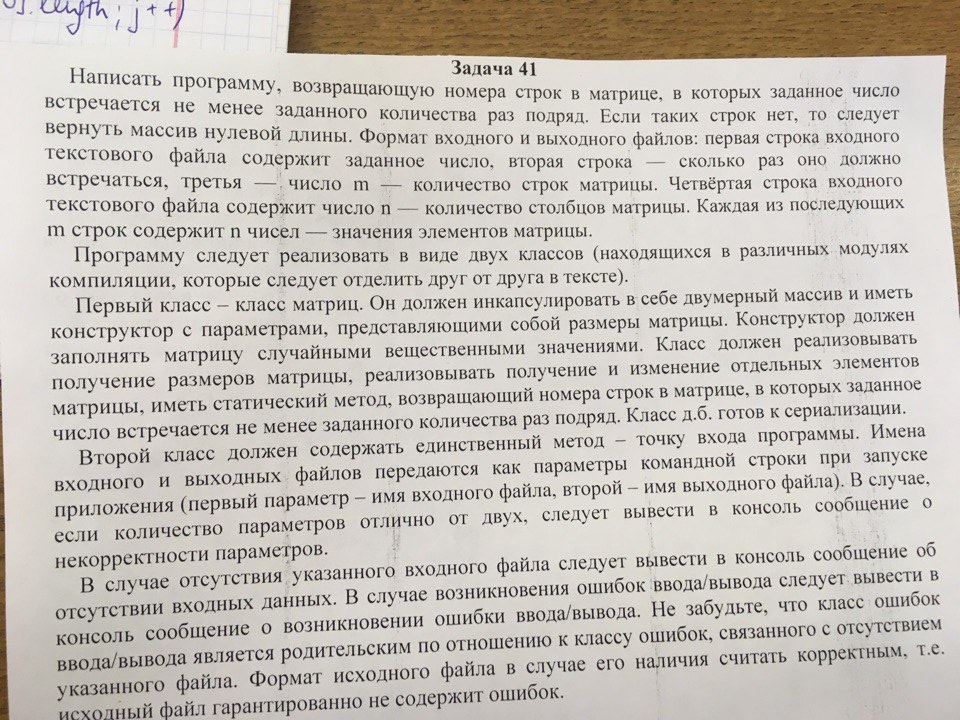 os.length; j++)
Задача 41
Написать программу, возвращающую номера строк в матрице, в которых заданное число
встречается не менее заданного количества раз подряд. Если таких строк нет, то следует
вернуть массив нулевой длины. Формат входного и выходного файлов: первая строка входного
текстового файла содержит заданное число, вторая строка — сколько раз оно должно
встречаться, третья — число m — количество строк матрицы. Четвёртая строка входного
текстового файла содержит число n — количество столбцов матрицы. Каждая из последующих
m строк содержит n чисел — значения элементов матрицы.
Программу следует реализовать в виде двух классов (находящихся в различных модулях
компиляции, которые следует отделить друг от друга в тексте).
Первый класс – класс матриц. Он должен инкапсулировать в себе двумерный массив и иметь
конструктор с параметрами, представляющими собой размеры матрицы. Конструктор должен
заполнять матрицу случайными вещественными значениями. Класс должен реализовывать
получение размеров матрицы, реализовывать получение и изменение отдельных элементов
матрицы, иметь статический метод, возвращающий номера строк в матрице, в которых заданное
число встречается не менее заданного количества раз подряд. Класс д.б. готов к сериализации.
Второй класс должен содержать единственный метод – точку входа программы. Имена
входного и выходных файлов передаются как параметры командной строки при запуске
приложения (первый параметр – имя входного файла, второй – имя выходного файла). В случае,
если количество параметров отлично от двух, следует вывести в консоль сообщение о
некорректности параметров.
В случае отсутствия указанного входного файла следует вывести в консоль сообщение об
отсутствии входных данных. В случае возникновения ошибок ввода/вывода следует вывести в
консоль сообщение о возникновении ошибки ввода/вывода. Не забудьте, что класс ошибок
ввода/вывода является родительским по отношению к классу ошибок, связанного с отсутствием
указанного файла. Формат исходного файла в случае его наличия считать корректным, т.е.
исходный файл гарантированно не содержит ошибок.